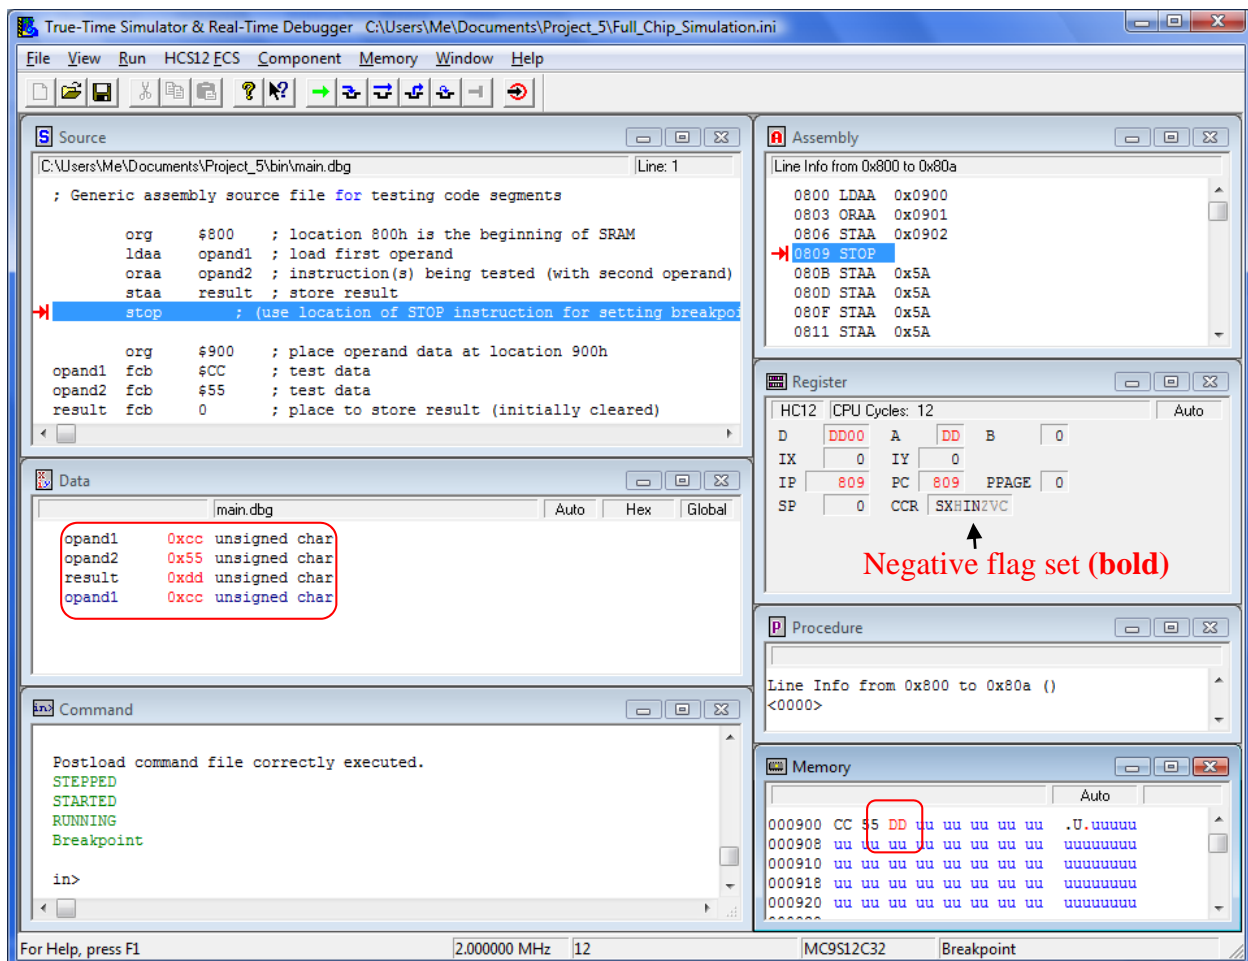 True-Time Simulator & Real-Time Debugger C:\Users\Me\Documents\Project_5\Full_Chip_Simulation.ini
File View Run HCS12 FCS Component Memory Window Help
Source
C:\Users\Me\Documents\Project_5\bin\main.dbg Line: 1
; Generic assembly source file for testing code segments
org $800 ; location 800h is the beginning of SRAM
ldaa opand1 ; load first operand
oraa opand2 ; instruction(s) being tested (with second operand)
staa result ; store result
stop ; (use location of STOP instruction for setting breakpoi
org $900 ; place operand data at location 900h
opand1 fcb $CC ; test data
opand2 fcb $55 ; test data
result fcb 0 ; place to store result (initially cleared)
Assembly
Line Info from 0x800 to 0x80a
0800 LDAA 0x0900
0803 ORAA 0x0901
0806 STAA 0x0902
0809 STOP
080B STAA 0x5A
080D STAA 0x5A
080F STAA 0x5A
0811 STAA 0x5A
Register
HC12 CPU Cycles: 12 Auto
D DD00 A DD B 0
IX 0 IY 0
IP 809 PC 809 PPAGE 0
SP 0 CCR SXHINZVC
Negative flag set (bold)
Data
main.dbg Auto Hex Global
opand1 0xcc unsigned char
opand2 0x55 unsigned char
result 0xdd unsigned char
opand1 0xcc unsigned char
Procedure
Line Info from 0x800 to 0x80a ()
<0000>
Command
Postload command file correctly executed.
STEPPED
STARTED
RUNNING
Breakpoint
in>
Memory
Auto
000900 CC 55 DD uu uu uu uu uu .U.uuuuu
000908 uu uu uu uu uu uu uu uu uuuuuuuu
000910 uu uu uu uu uu uu uu uu uuuuuuuu
000918 uu uu uu uu uu uu uu uu uuuuuuuu
000920 uu uu uu uu uu uu uu uu uuuuuuuu
For Help, press F1 2.000000 MHz 12 MC9S12C32 Breakpoint